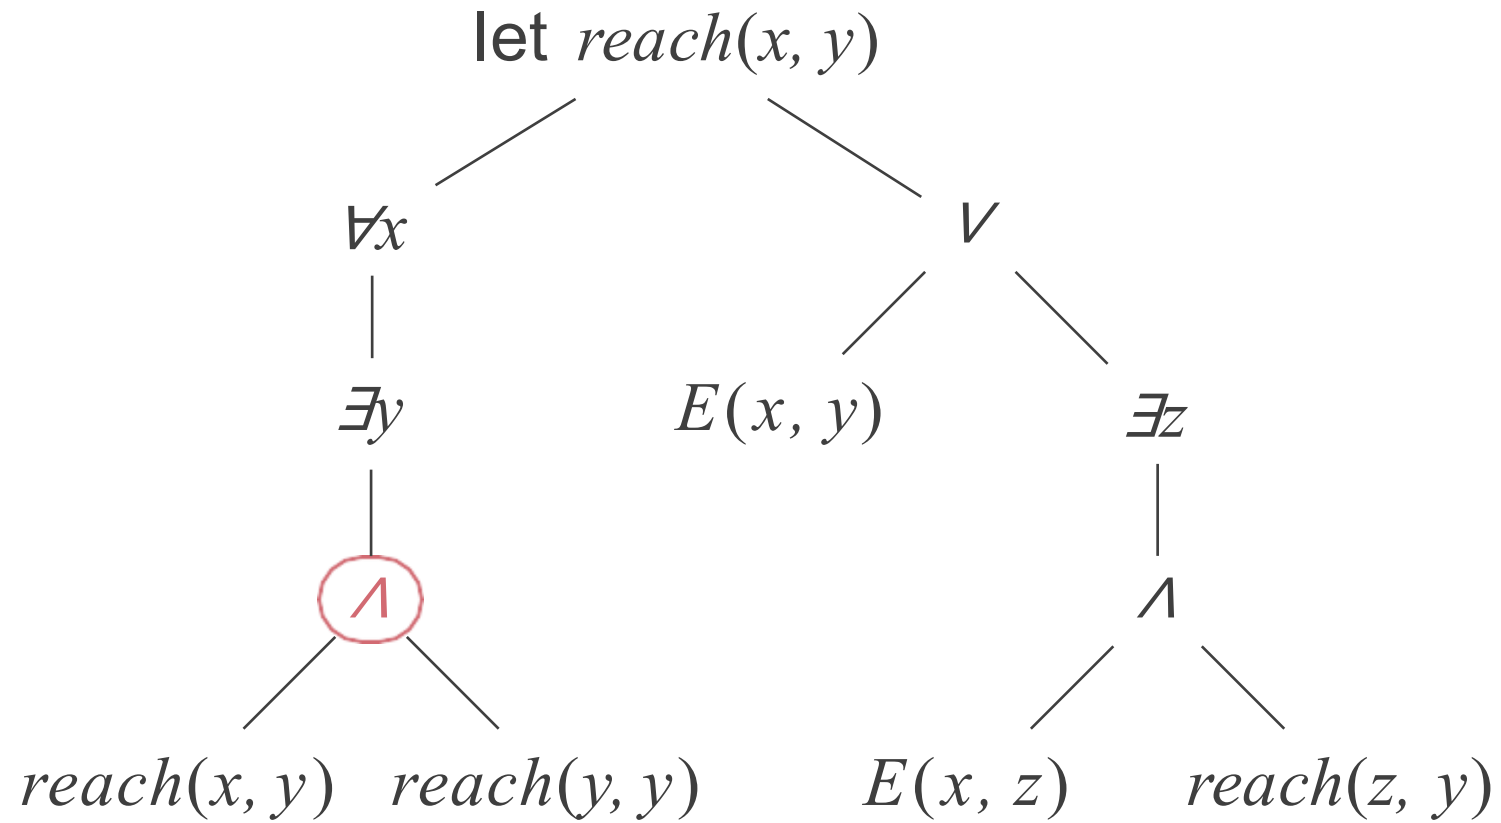 let reach(x, y)
∀x
∨
∃y
E(x, y)
∃z
∧
∧
reach(x, y)
reach(y, y)
E(x, z)
reach(z, y)